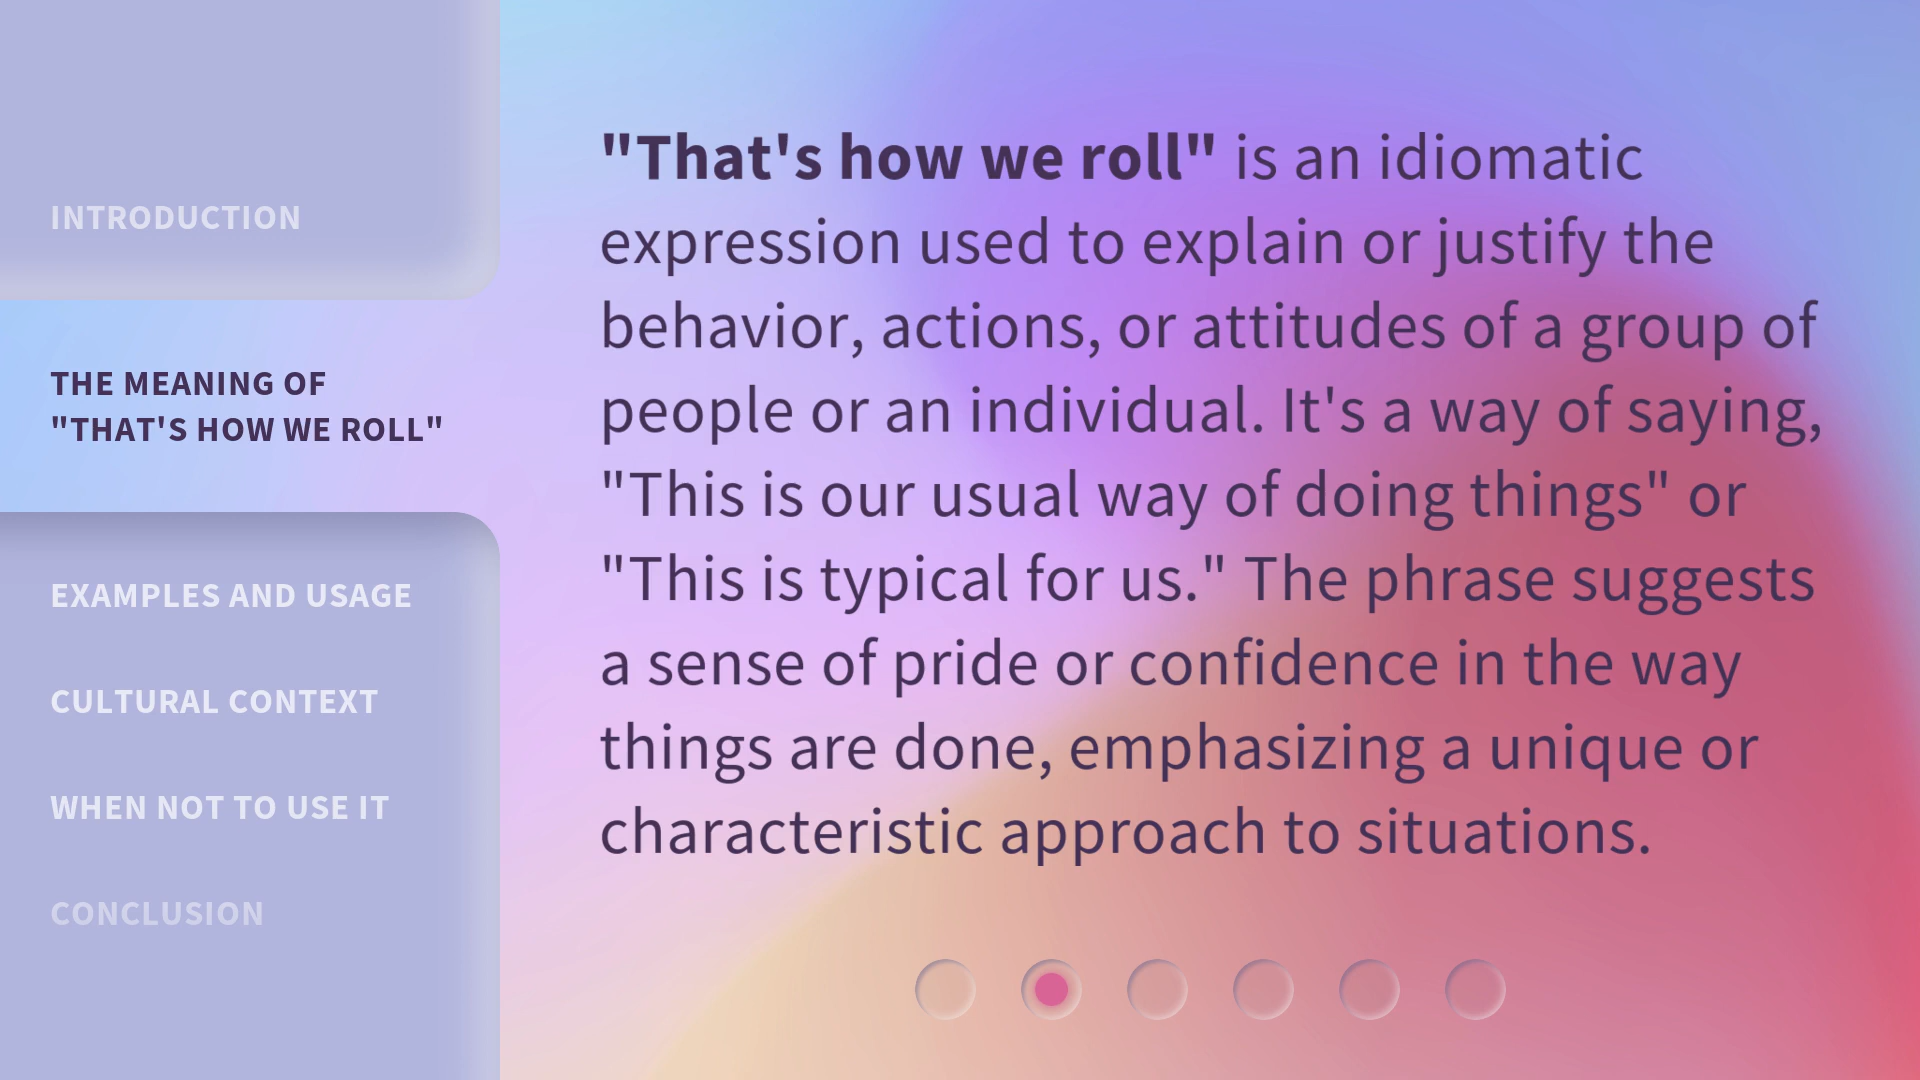 INTRODUCTION
THE MEANING OF
"THAT'S HOW WE ROLL"
EXAMPLES AND USAGE
CULTURAL CONTEXT
WHEN NOT TO USE IT
CONCLUSION
"That's how we roll" is an idiomatic
expression used to explain or justify the
behavior, actions, or attitudes of a group of
people or an individual. It's a way of saying,
"This is our usual way of doing things" or
"This is typical for us." The phrase suggests
a sense of pride or confidence in the way
things are done, emphasizing a unique or
characteristic approach to situations.